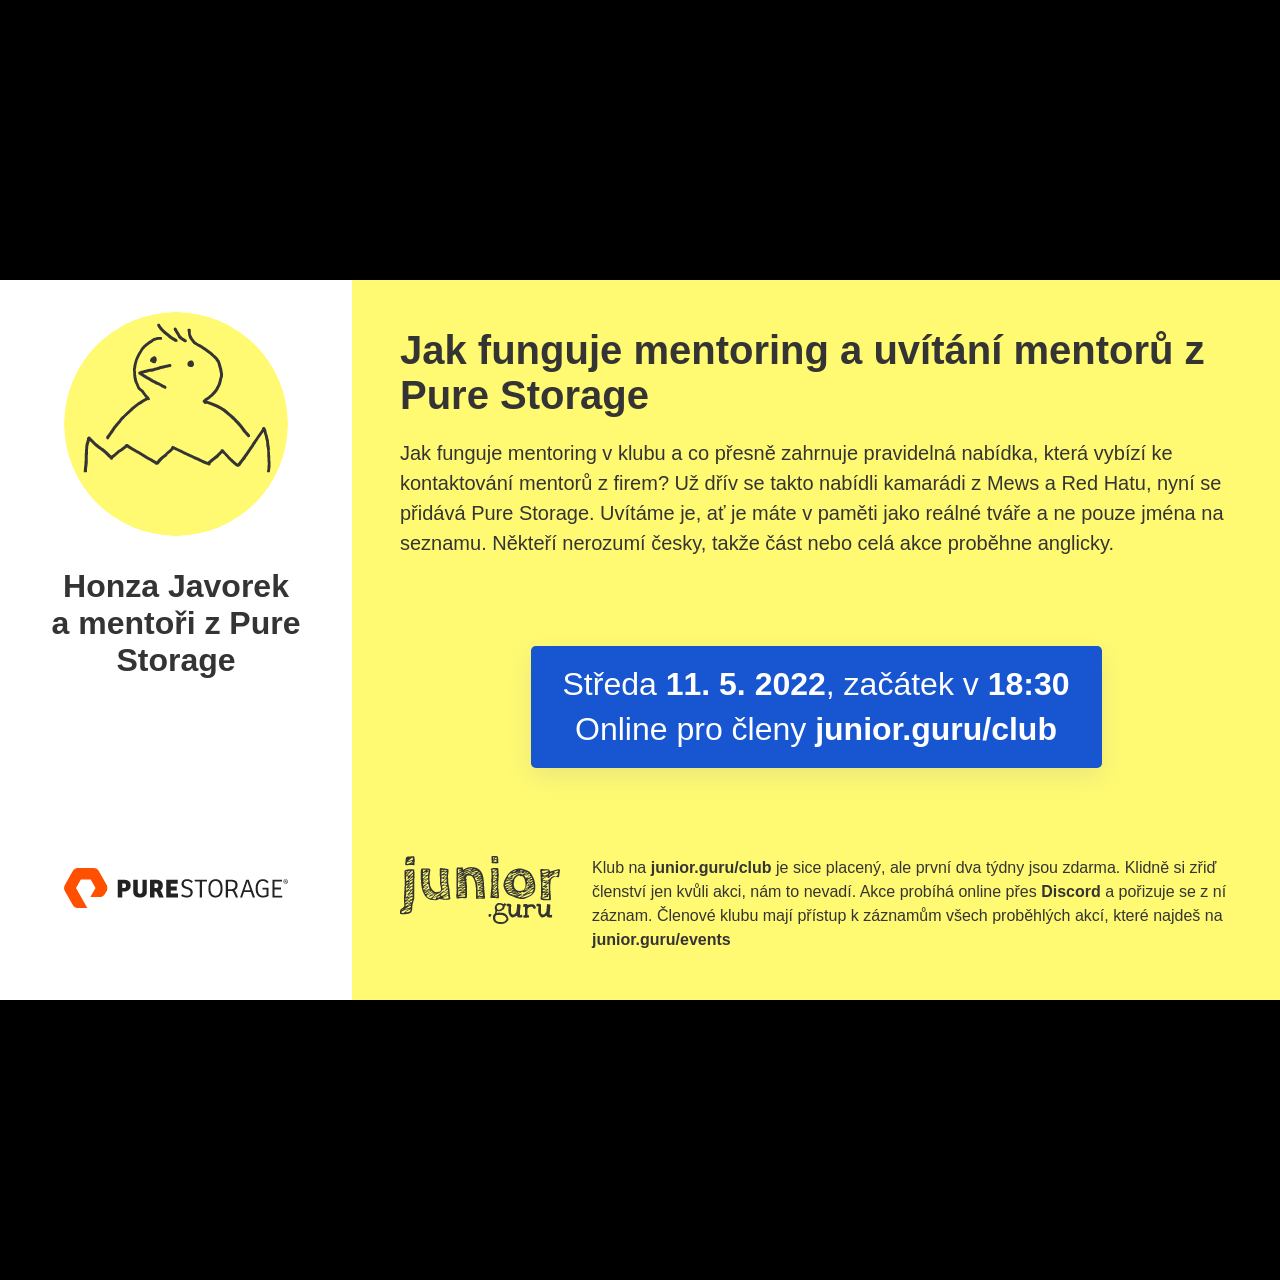 Honza Javorek
a mentoři z Pure
Storage
PURESTORAGE®
Jak funguje mentoring a uvítání mentorů z
Pure Storage
Jak funguje mentoring v klubu a co přesně zahrnuje pravidelná nabídka, která vybízí ke
kontaktování mentorů z firem? Už dřív se takto nabídli kamarádi z Mews a Red Hatu, nyní se
přidává Pure Storage. Uvítáme je, ať je máte v paměti jako reálné tváře a ne pouze jména na
seznamu. Někteří nerozumí česky, takže část nebo celá akce proběhne anglicky.
Středa 11. 5. 2022, začátek v 18:30
Online pro členy junior.guru/club
junior
.guru
Klub na junior.guru/club je sice placený, ale první dva týdny jsou zdarma. Klidně si zřiď
členství jen kvůli akci, nám to nevadí. Akce probíhá online přes Discord a pořizuje se z ní
záznam. Členové klubu mají přístup k záznamům všech proběhlých akcí, které najdeš na
junior.guru/events